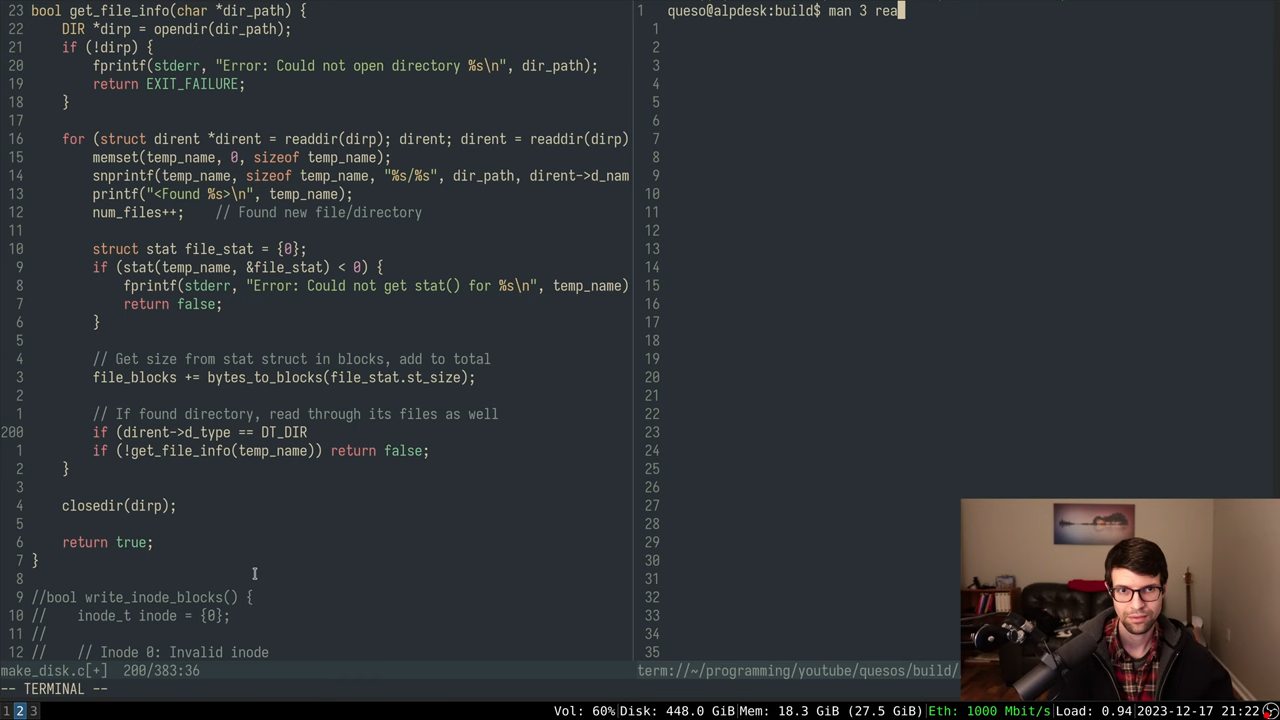 23 bool get_file_info(char *dir_path) {
22     DIR *dirp = opendir(dir_path);
21     if (!dirp) {
20         fprintf(stderr, "Error: Could not open directory %s\n", dir_path);
19         return EXIT_FAILURE;
18     }
17
16     for (struct dirent *dirent = readdir(dirp); dirent; dirent = readdir(dirp)
15         memset(temp_name, 0, sizeof temp_name);
14         snprintf(temp_name, sizeof temp_name, "%s/%s", dir_path, dirent->d_nam
13         printf("<Found %s>\n", temp_name);
12         num_files++;    // Found new file/directory
11
10         struct stat file_stat = {0};
9         if (stat(temp_name, &file_stat) < 0) {
8             fprintf(stderr, "Error: Could not get stat() for %s\n", temp_name)
7             return false;
6         }
5
4         // Get size from stat struct in blocks, add to total
3         file_blocks += bytes_to_blocks(file_stat.st_size);
2
1         // If found directory, read through its files as well
200         if (dirent->d_type == DT_DIR
1         if (!get_file_info(temp_name)) return false;
2     }
3
4     closedir(dirp);
5
6     return true;
7 }
8
9 //bool write_inode_blocks() {
10 //    inode_t inode = {0};
11 //
12 //    // Inode 0: Invalid inode
make_disk.c[+]  200/383:36
1 queso@alpdesk:build$ man 3 rea
1
2
3
4
5
6
7
8
9
10
11
12
13
14
15
16
17
18
19
20
21
22
23
24
25
26
27
28
29
30
31
32
33
34
35
term://~/programming/youtube/quesos/build/
-- TERMINAL --
1 2 3
Vol: 60%|Disk: 448.0 GiB|Mem: 18.3 GiB (27.5 GiB)|Eth: 1000 Mbit/s|Load: 0.94|2023-12-17 21:22